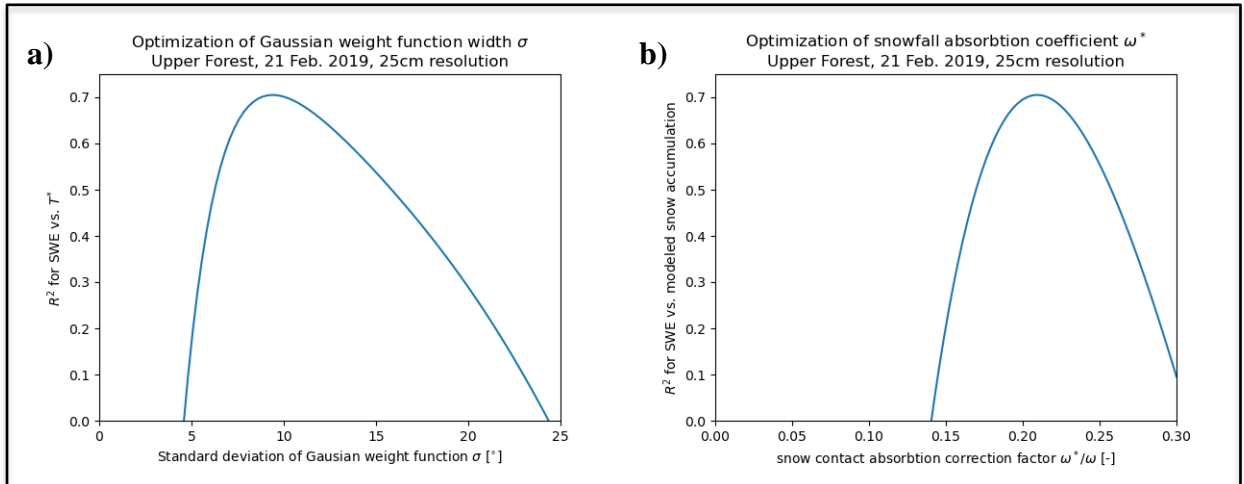 a)
Optimization of Gaussian weight function width σ
Upper Forest, 21 Feb. 2019, 25cm resolution
R² for SWE vs. T*
0.7
0.6
0.5
0.4
0.3
0.2
0.1
0.0
0 5 10 15 20 25
Standard deviation of Gausian weight function σ [°]
b)
Optimization of snowfall absorbtion coefficient ω*
Upper Forest, 21 Feb. 2019, 25cm resolution
R² for SWE vs. modeled snow accumulation
0.7
0.6
0.5
0.4
0.3
0.2
0.1
0.0
0.00 0.05 0.10 0.15 0.20 0.25 0.30
snow contact absorbtion correction factor ω*/ω [-]